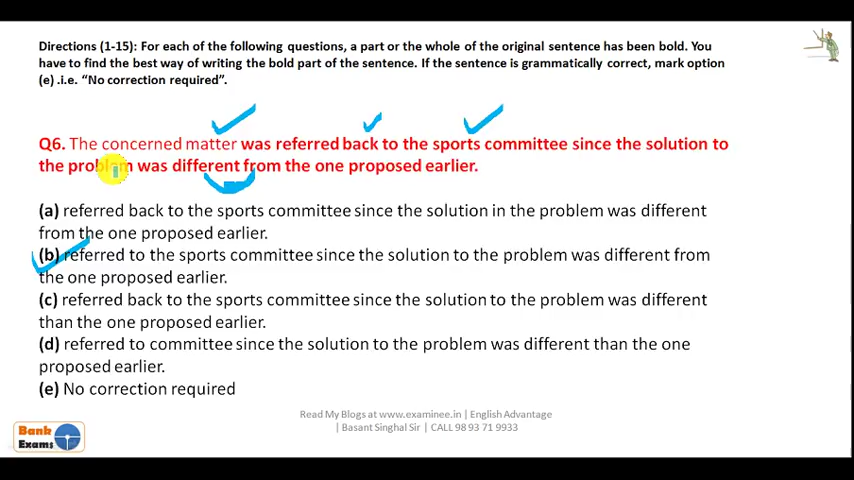 Directions (1-15): For each of the following questions, a part or the whole of the original sentence has been bold. You
have to find the best way of writing the bold part of the sentence. If the sentence is grammatically correct, mark option
(e) .i.e. “No correction required”.
Q6. The concerned matter was referred back to the sports committee since the solution to
the problem was different from the one proposed earlier.
(a) referred back to the sports committee since the solution in the problem was different
from the one proposed earlier.
(b) referred to the sports committee since the solution to the problem was different from
the one proposed earlier.
(c) referred back to the sports committee since the solution to the problem was different
than the one proposed earlier.
(d) referred to committee since the solution to the problem was different than the one
proposed earlier.
(e) No correction required
Read My Blogs at www.examinee.in | English Advantage
| Basant Singhal Sir | CALL 98 93 71 9933
Bank
Exams